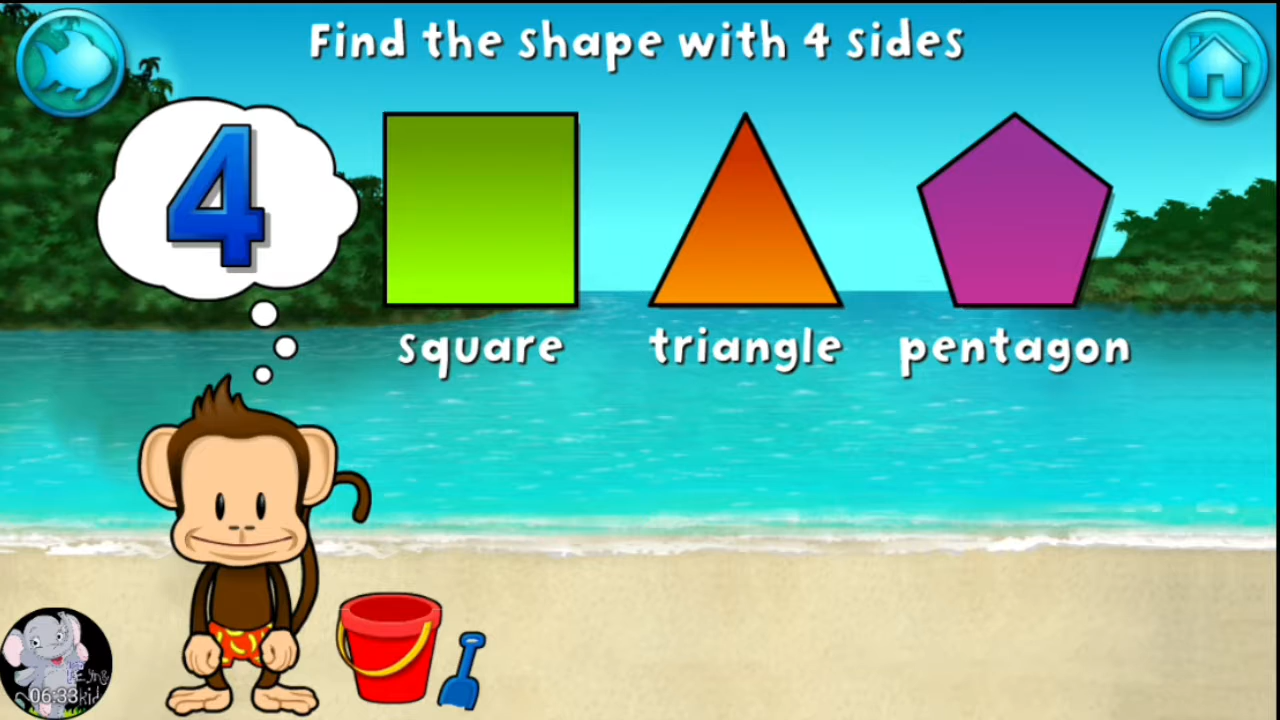 Find the shape with 4 sides
4
square
triangle
pentagon
06:33